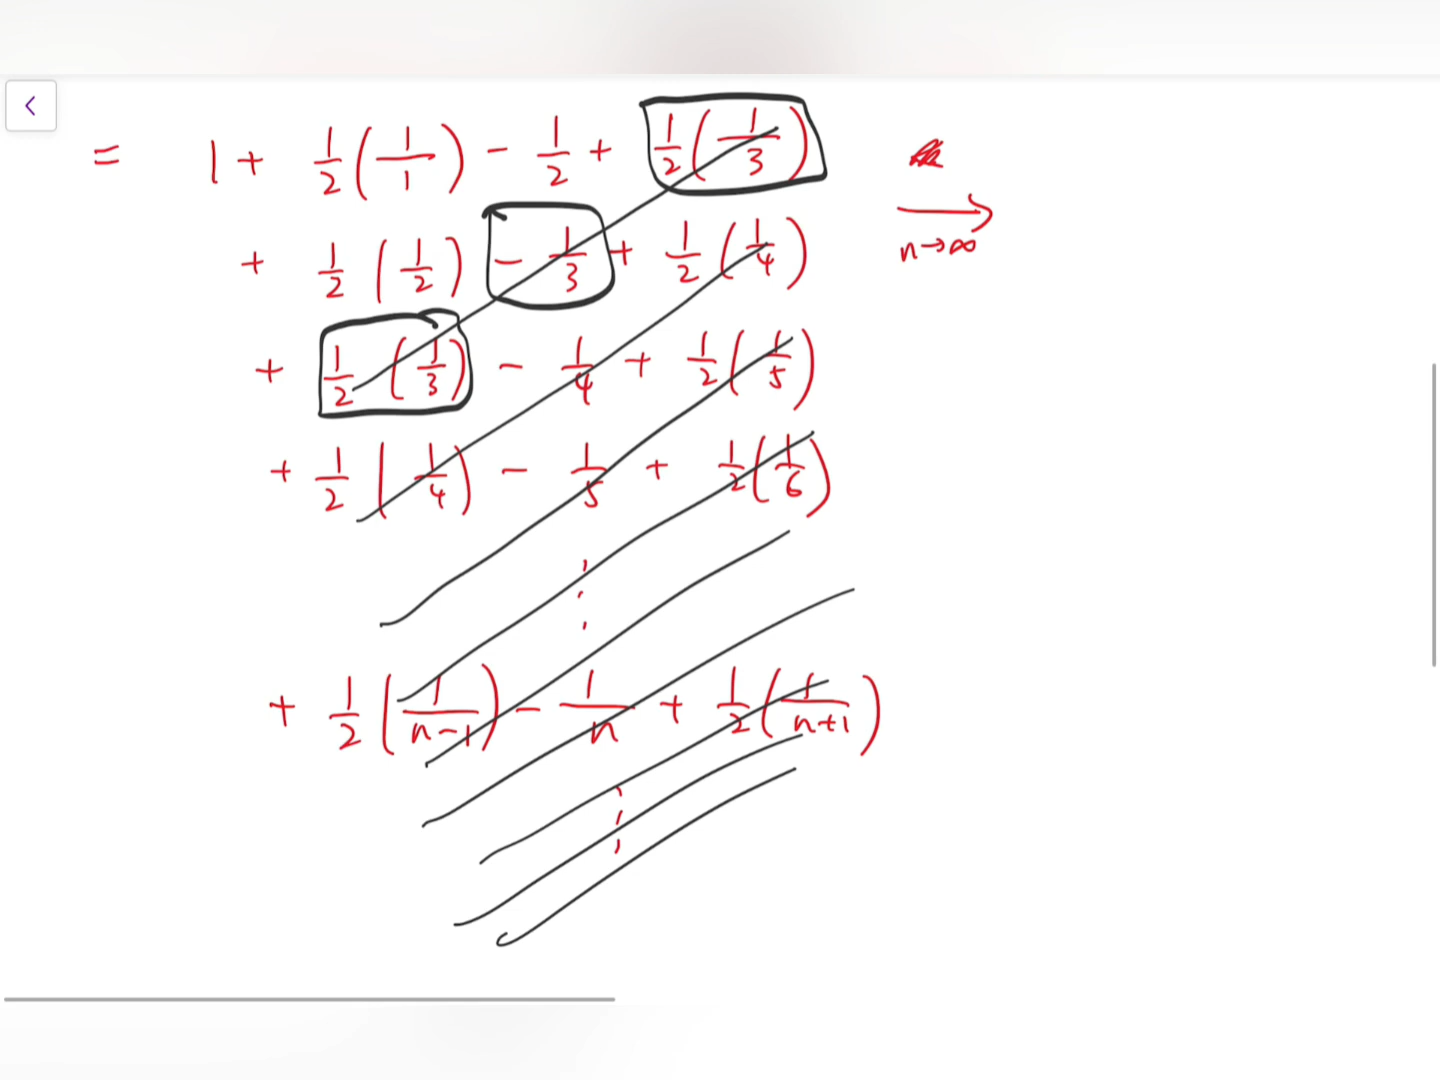 = 1 + 1/2 (1/1) - 1/2 + 1/2 (1/3)
+ 1/2 (1/2) - 1/3 + 1/2 (1/4)
n→∞
+ 1/2 (1/3) - 1/4 + 1/2 (1/5)
+ 1/2 (1/4) - 1/5 + 1/2 (1/6)
⋮
+ 1/2 (1/(n-1)) - 1/n + 1/2 (1/(n+1))
⋮